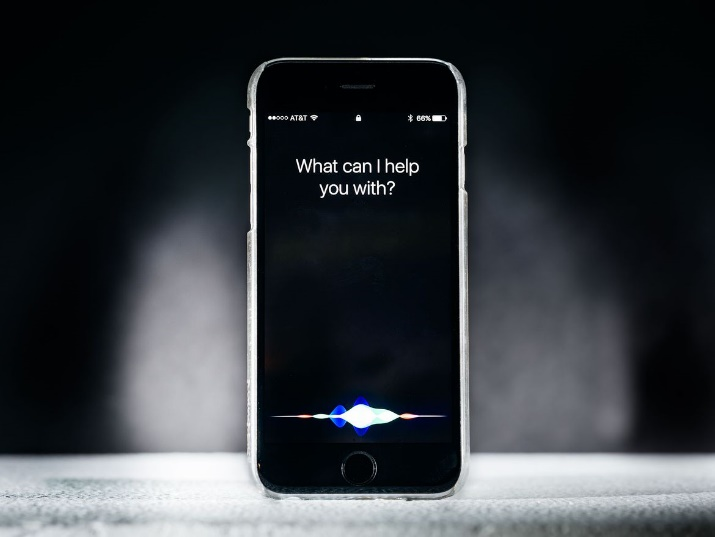 ●●○○○ AT&T 66%
What can I help
you with?